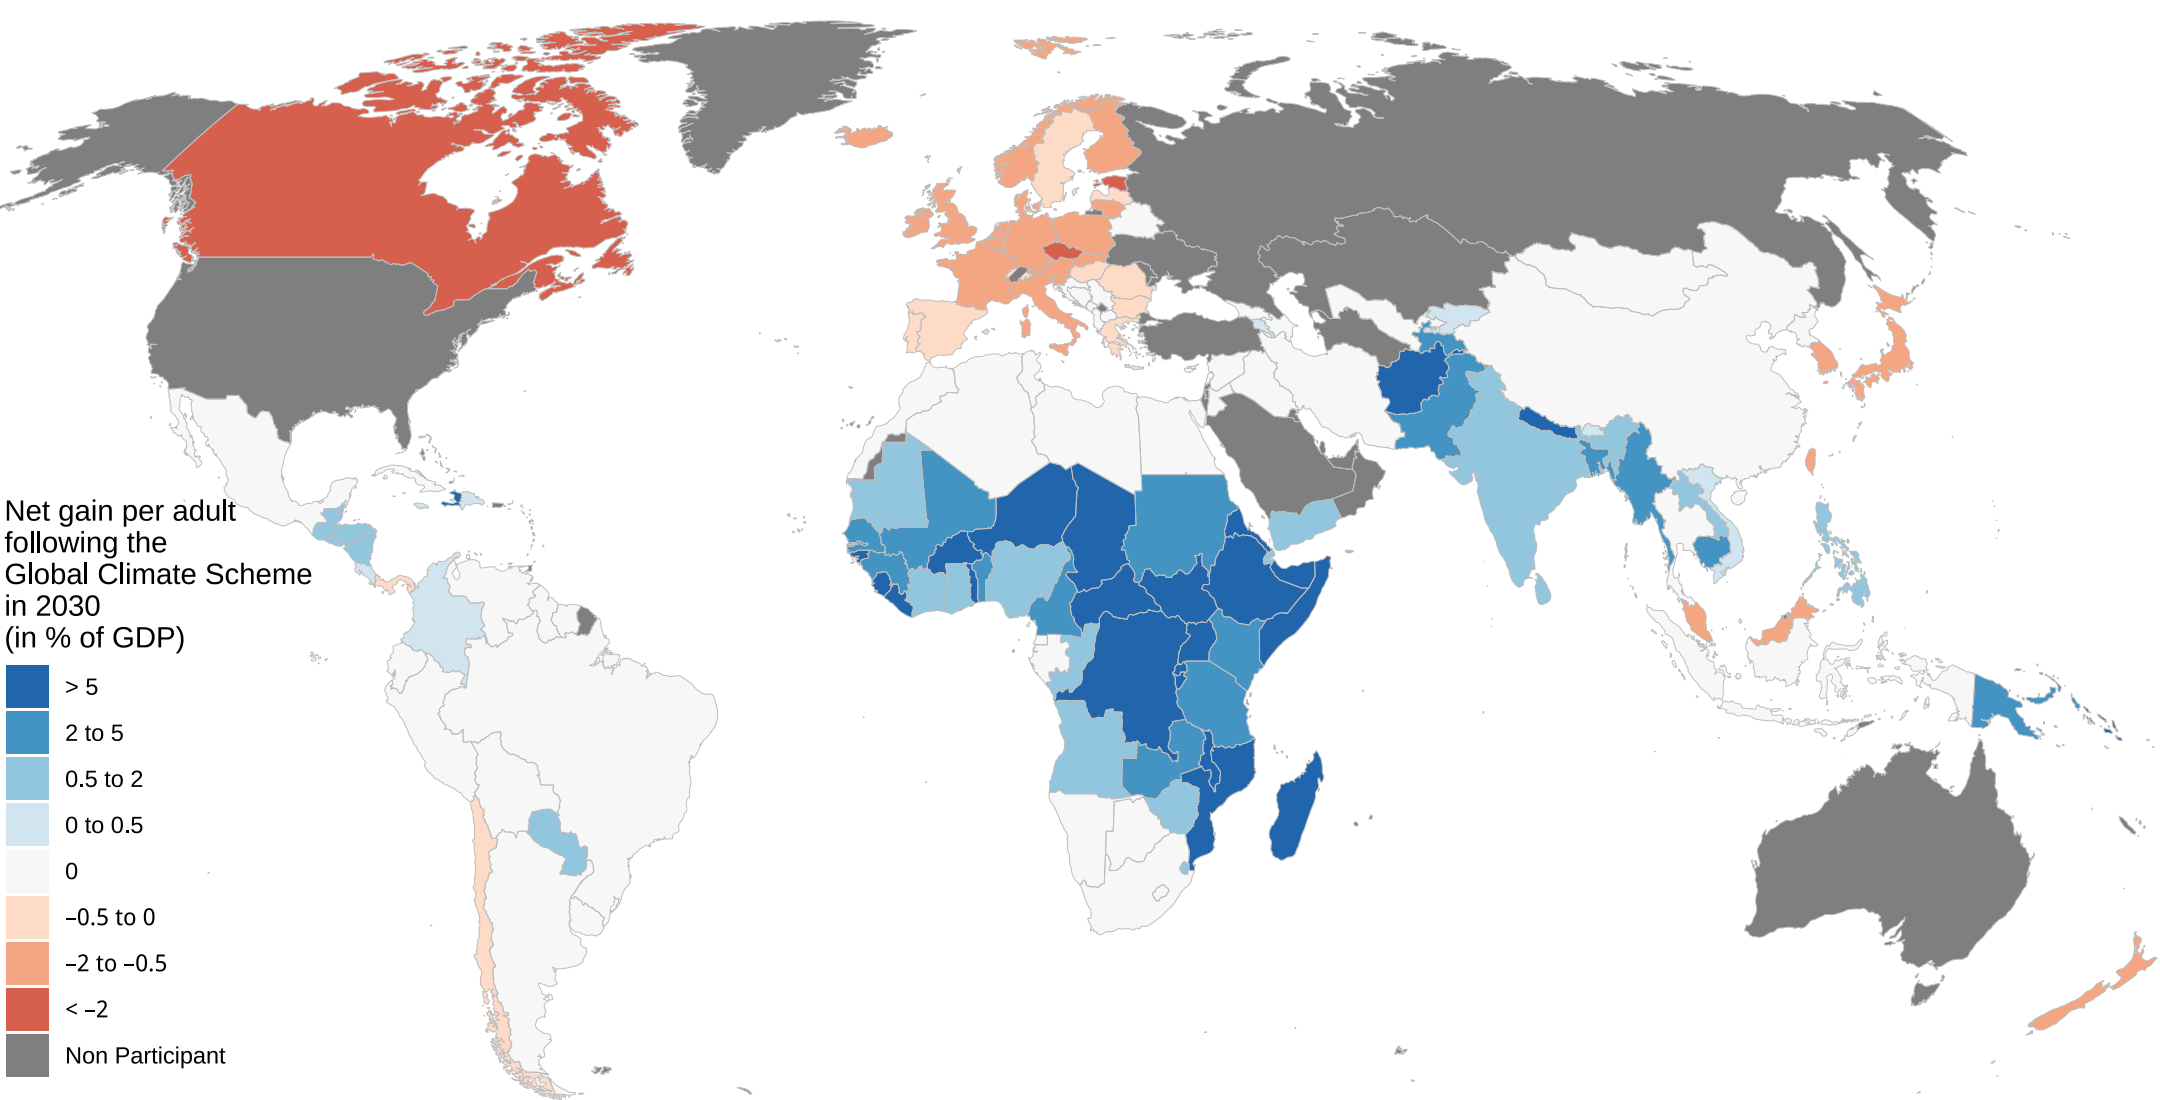 Net gain per adult
following the
Global Climate Scheme
in 2030
(in % of GDP)
> 5
2 to 5
0.5 to 2
0 to 0.5
0
–0.5 to 0
–2 to –0.5
< –2
Non Participant